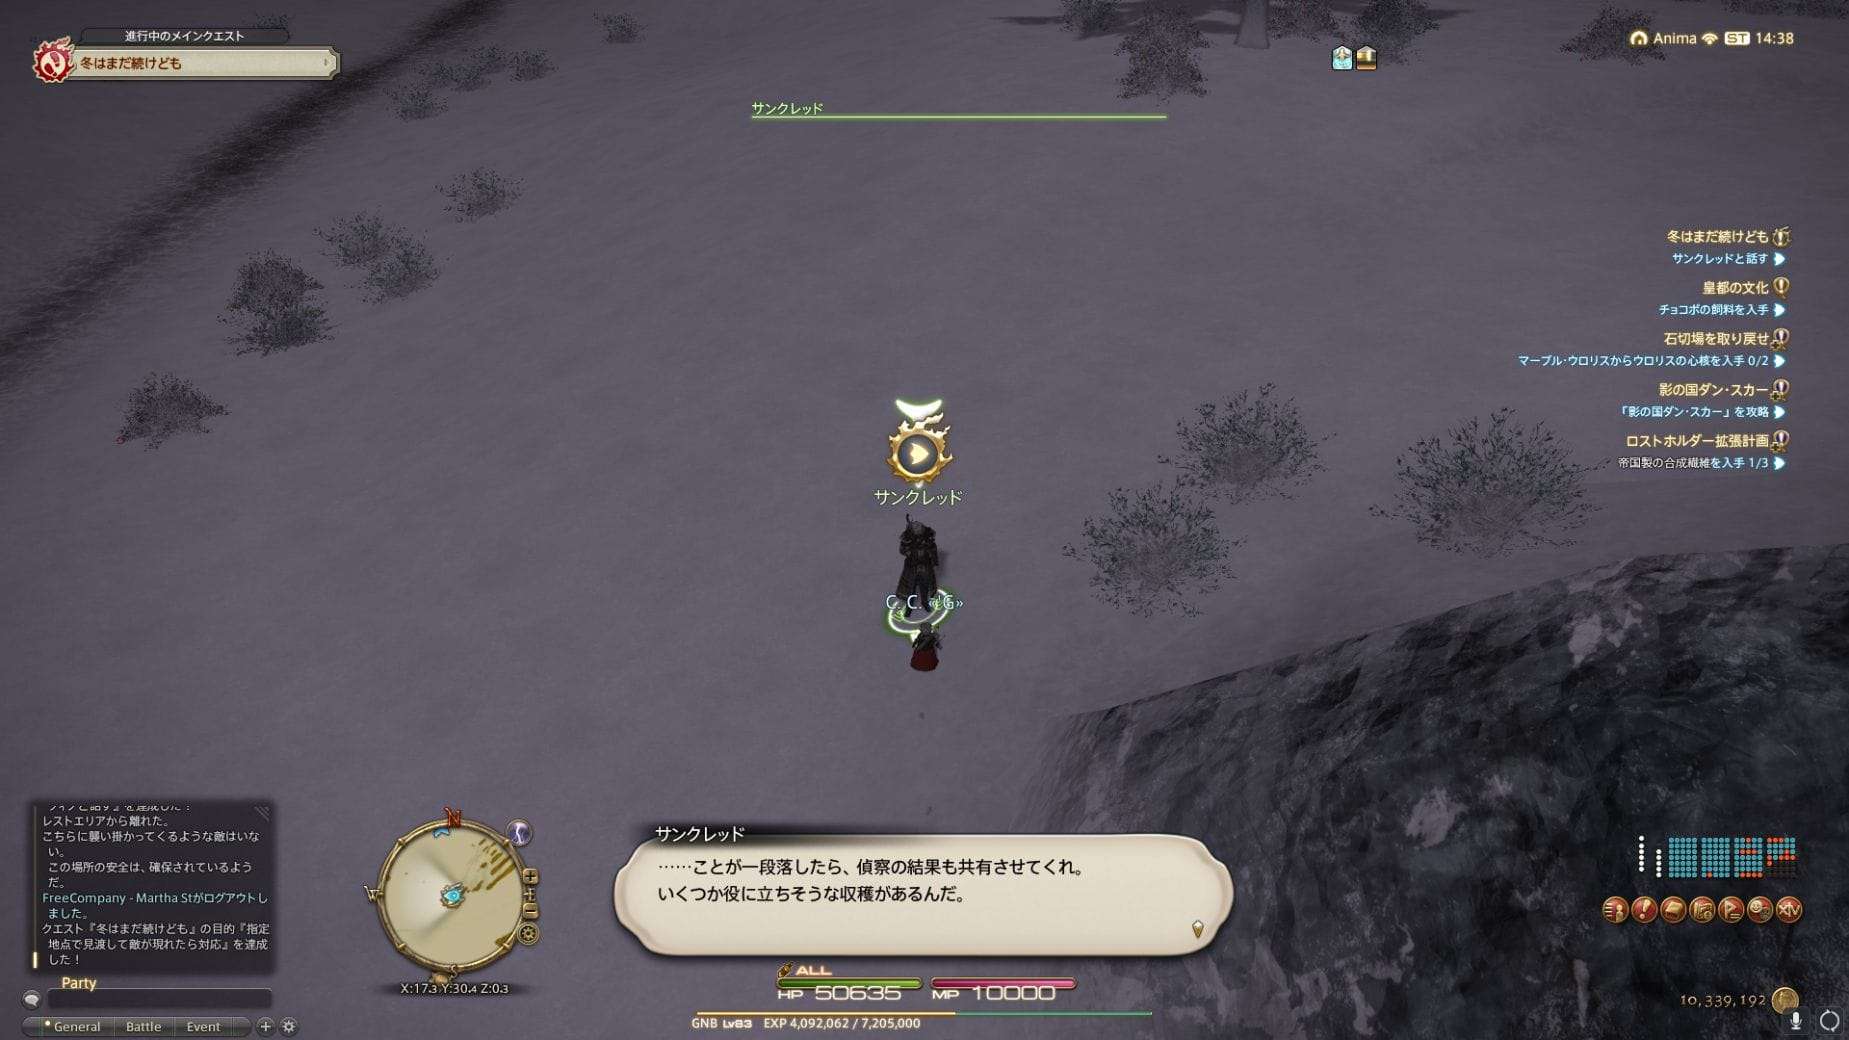 進行中のメインクエスト
冬はまだ続けども
Anima ST 14:38
サンクレッド
冬はまだ続けども
サンクレッドと話す
皇都の文化
チョコボの飼料を入手
石切場を取り戻せ
マーブル・ウロリスからウロリスの心核を入手 0/2
影の国ダン・スカー
「影の国ダン・スカー」を攻略
ロストホルダー拡張計画
帝国製の合成繊維を入手 1/3
サンクレッド
C. C. «G»
レストエリアから離れた。
こちらに襲い掛かってくるような敵はいな
い。
この場所の安全は、確保されているよう
だ。
FreeCompany - Martha Stがログアウトし
ました。
クエスト『冬はまだ続けども』の目的『指定
地点で見渡して敵が現れたら対応』を達成
した！
Party
General Battle Event
N
X:17.3 Y:30.4 Z:0.3
サンクレッド
……ことが一段落したら、偵察の結果も共有させてくれ。
いくつか役に立ちそうな収穫があるんだ。
ALL
HP 50635 MP 10000
GNB Lv83 EXP 4,092,062 / 7,205,000
XIV
10,339,192